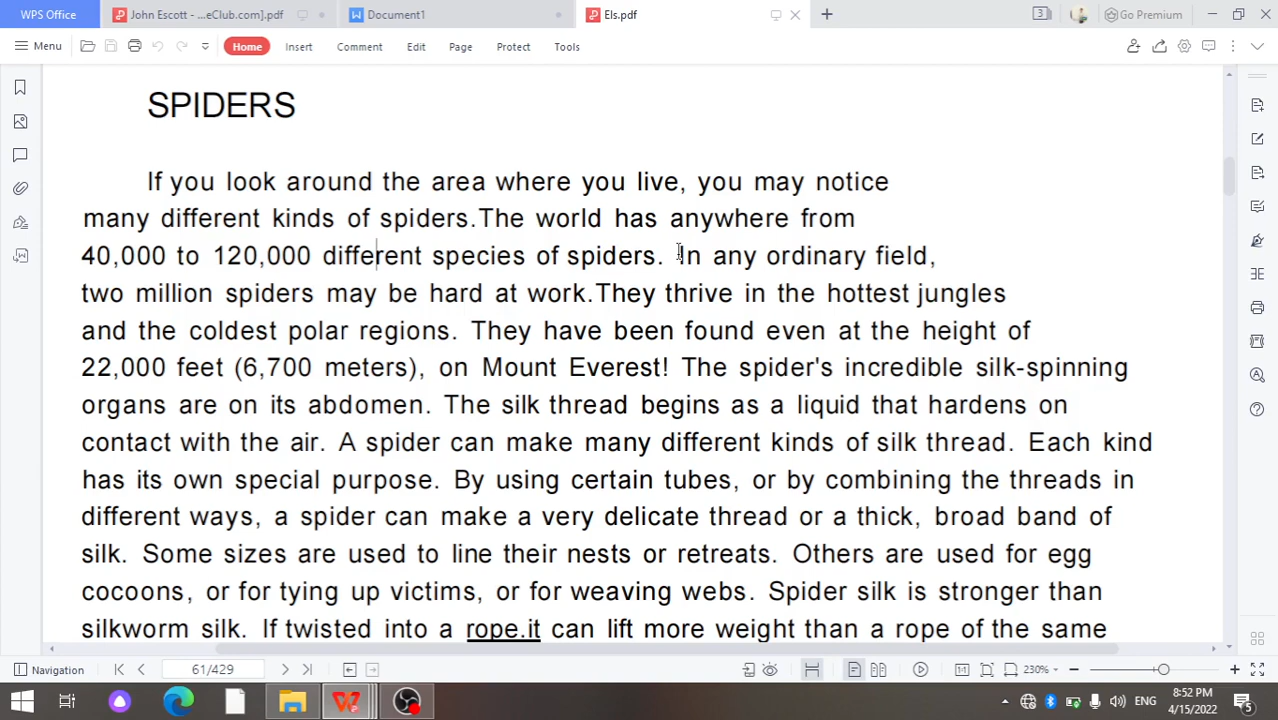 WPS Office
John Escott - ...eClub.com].pdf
Document1
Els.pdf
3
Go Premium
Menu
Home
Insert
Comment
Edit
Page
Protect
Tools
SPIDERS
If you look around the area where you live, you may notice
many different kinds of spiders.The world has anywhere from
40,000 to 120,000 different species of spiders. In any ordinary field,
two million spiders may be hard at work.They thrive in the hottest jungles
and the coldest polar regions. They have been found even at the height of
22,000 feet (6,700 meters), on Mount Everest! The spider's incredible silk-spinning
organs are on its abdomen. The silk thread begins as a liquid that hardens on
contact with the air. A spider can make many different kinds of silk thread. Each kind
has its own special purpose. By using certain tubes, or by combining the threads in
different ways, a spider can make a very delicate thread or a thick, broad band of
silk. Some sizes are used to line their nests or retreats. Others are used for egg
cocoons, or for tying up victims, or for weaving webs. Spider silk is stronger than
silkworm silk. If twisted into a rope.it can lift more weight than a rope of the same
Navigation
61/429
230%
ENG
8:52 PM
4/15/2022
5